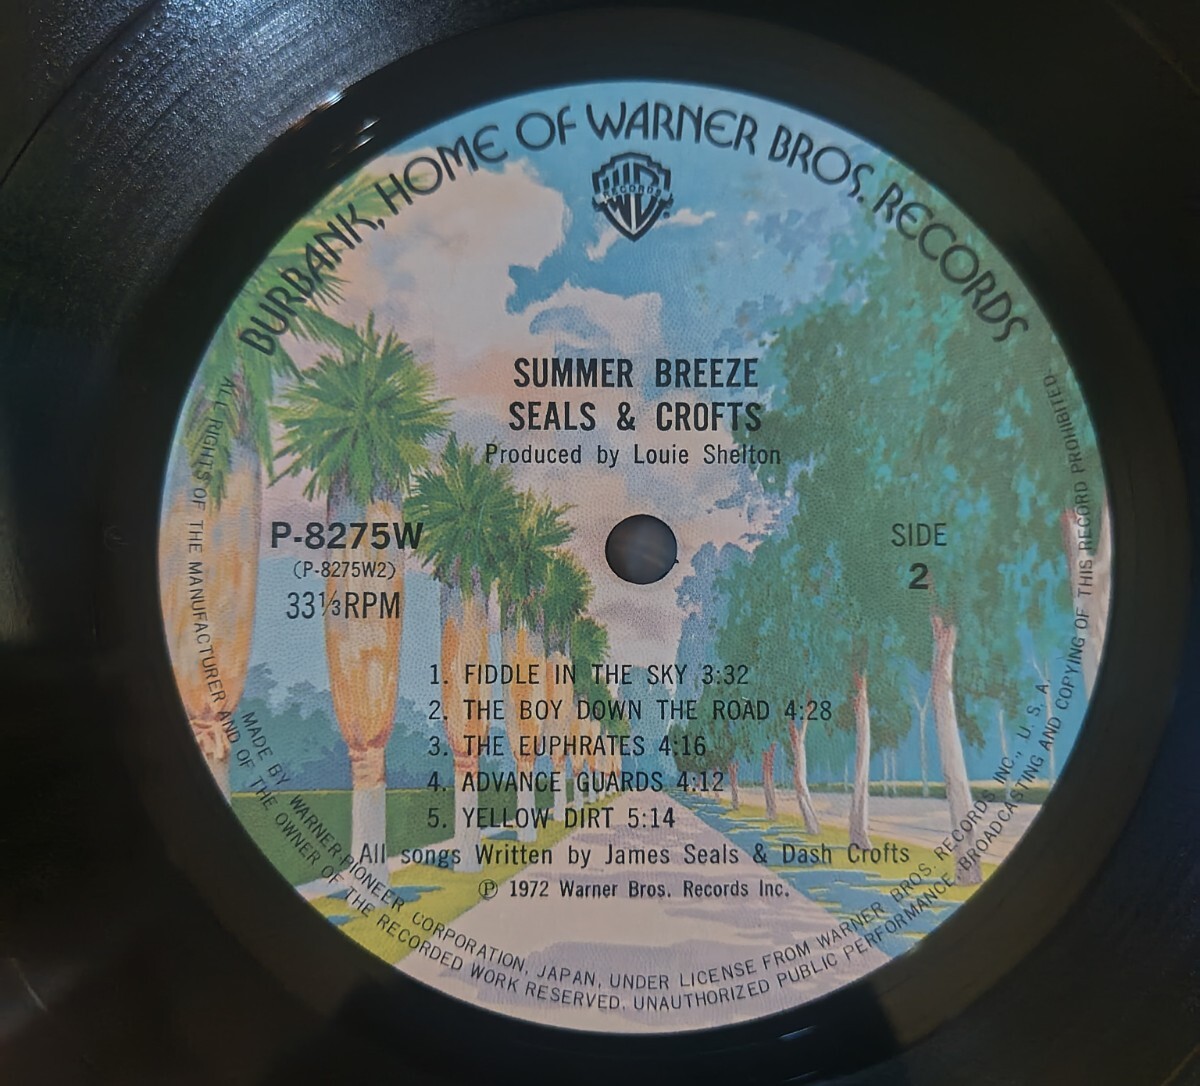 BURBANK, HOME OF WARNER BROS. RECORDS
WB
RECORDS
®
SUMMER BREEZE
SEALS & CROFTS
Produced by Louie Shelton
P-8275W
(P-8275W2)
33⅓RPM
SIDE
2
1. FIDDLE IN THE SKY 3:32
2. THE BOY DOWN THE ROAD 4:28
3. THE EUPHRATES 4:16
4. ADVANCE GUARDS 4:12
5. YELLOW DIRT 5:14
All songs Written by James Seals & Dash Crofts
℗ 1972 Warner Bros. Records Inc.
MADE BY WARNER-PIONEER CORPORATION, JAPAN, UNDER LICENSE FROM WARNER BROS. RECORDS, INC., U. S. A.
ALL RIGHTS OF THE MANUFACTURER AND OF THE OWNER OF THE RECORDED WORK RESERVED. UNAUTHORIZED PUBLIC PERFORMANCE, BROADCASTING AND COPYING OF THIS RECORD PROHIBITED.